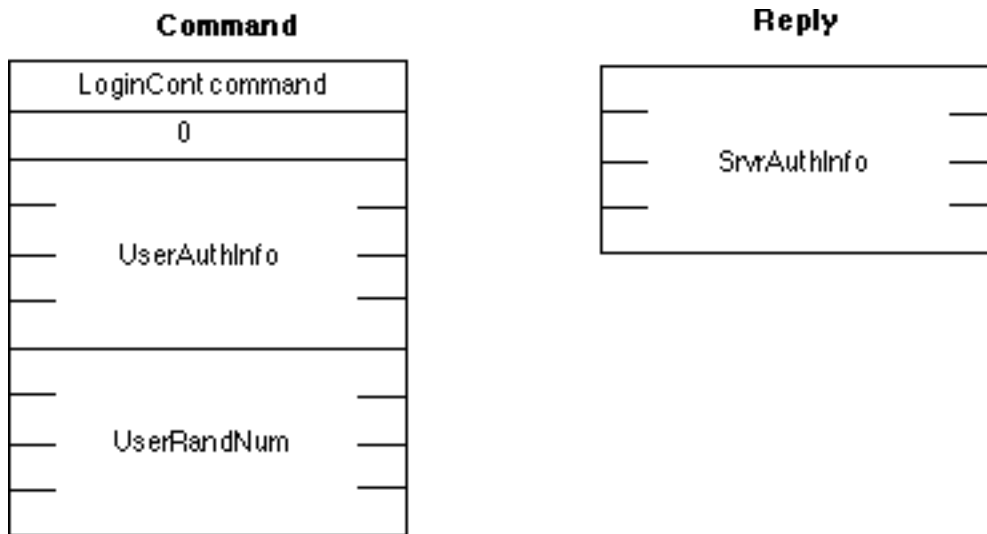 Command
LoginCont command
0
UserAuthInfo
UserRandNum
Reply
SrvrAuthInfo